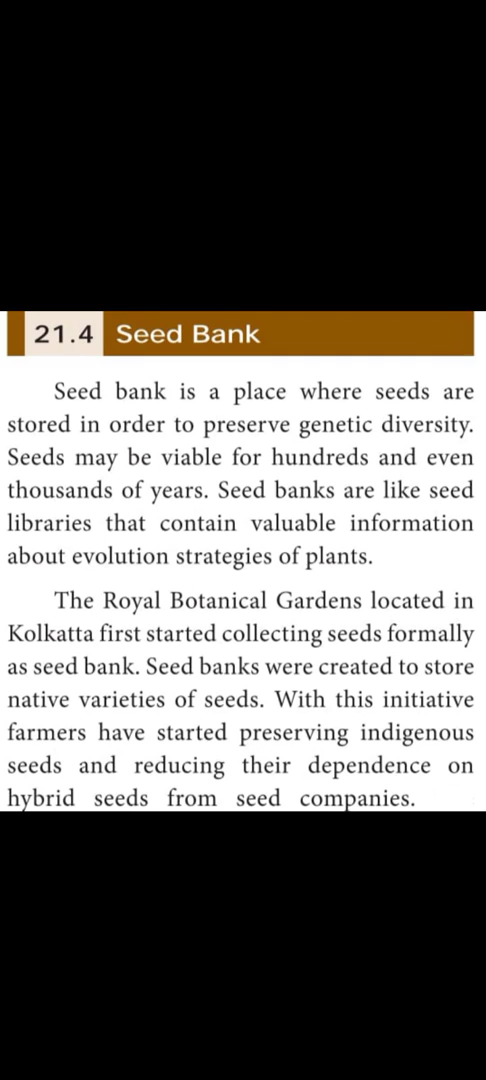 21.4 Seed Bank
Seed bank is a place where seeds are
stored in order to preserve genetic diversity.
Seeds may be viable for hundreds and even
thousands of years. Seed banks are like seed
libraries that contain valuable information
about evolution strategies of plants.
The Royal Botanical Gardens located in
Kolkatta first started collecting seeds formally
as seed bank. Seed banks were created to store
native varieties of seeds. With this initiative
farmers have started preserving indigenous
seeds and reducing their dependence on
hybrid seeds from seed companies.